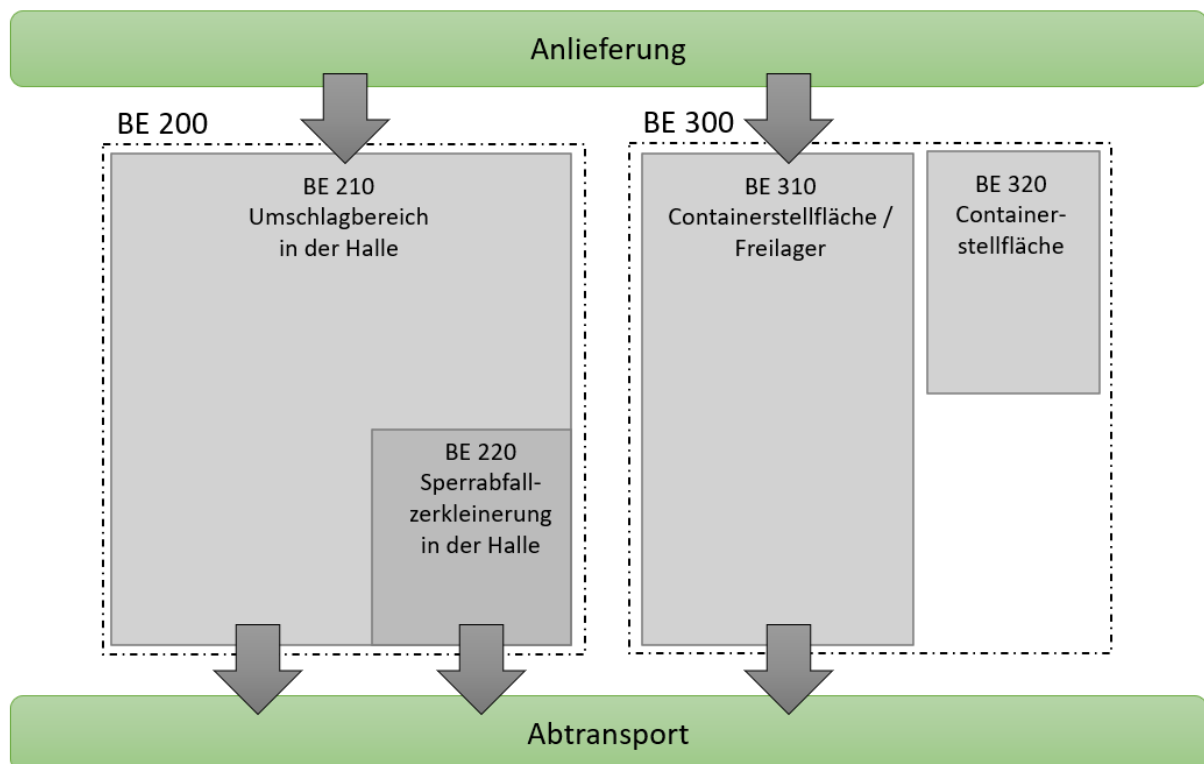 Anlieferung
BE 200
BE 210
Umschlagbereich
in der Halle
BE 220
Sperrabfall-
zerkleinerung
in der Halle
BE 300
BE 310
Containerstellfläche /
Freilager
BE 320
Container-
stellfläche
Abtransport